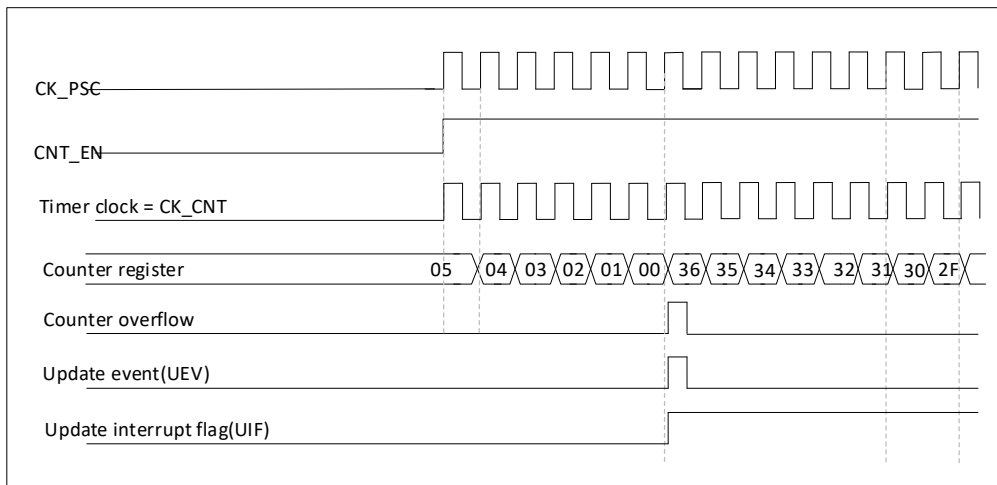 CK_PSC
CNT_EN
Timer clock = CK_CNT
Counter register 05 04 03 02 01 00 36 35 34 33 32 31 30 2F
Counter overflow
Update event(UEV)
Update interrupt flag(UIF)